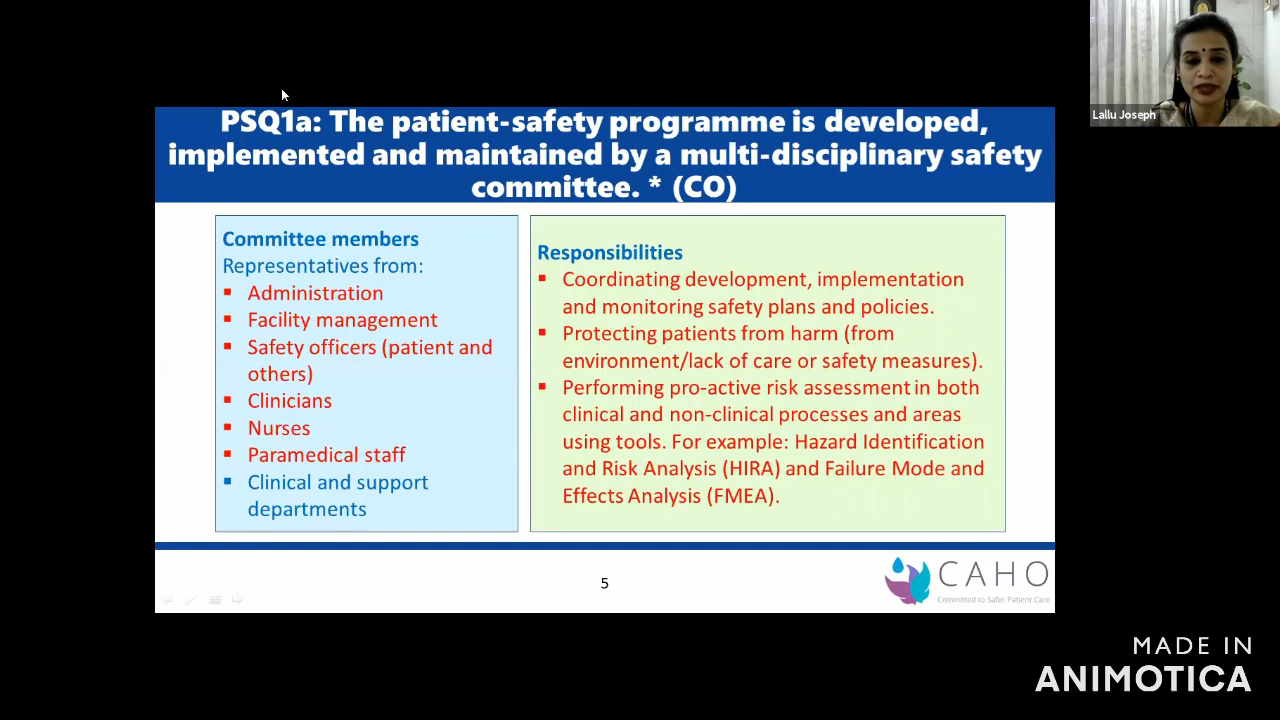 PSQ1a: The patient-safety programme is developed,
implemented and maintained by a multi-disciplinary safety
committee. * (CO)
Committee members
Representatives from:
▪ Administration
▪ Facility management
▪ Safety officers (patient and
others)
▪ Clinicians
▪ Nurses
▪ Paramedical staff
▪ Clinical and support
departments
Responsibilities
▪ Coordinating development, implementation
and monitoring safety plans and policies.
▪ Protecting patients from harm (from
environment/lack of care or safety measures).
▪ Performing pro-active risk assessment in both
clinical and non-clinical processes and areas
using tools. For example: Hazard Identification
and Risk Analysis (HIRA) and Failure Mode and
Effects Analysis (FMEA).
5
CAHO
Committed to Safer Patient Care
Lallu Joseph
MADE IN
ANIMOTICA